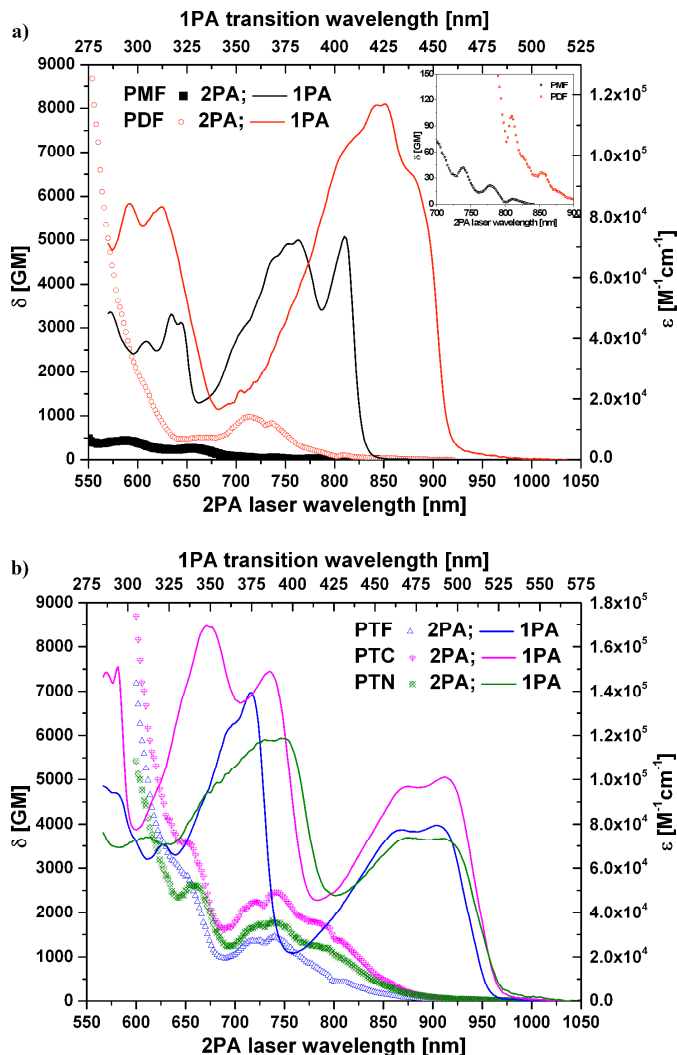 a)
1PA transition wavelength [nm]
275 300 325 350 375 400 425 450 475 500 525
9000
8000
7000
6000
5000
4000
3000
2000
1000
0
δ [GM]
PMF ■ 2PA; — 1PA
PDF ○ 2PA; — 1PA
150
120
90
60
30
0
δ [GM]
PMF
PDF
700 750 800 850 900
2PA laser wavelength [nm]
1.2x10⁵
1.0x10⁵
8.0x10⁴
6.0x10⁴
4.0x10⁴
2.0x10⁴
0.0
ε [M⁻¹cm⁻¹]
550 600 650 700 750 800 850 900 950 1000 1050
2PA laser wavelength [nm]
b)
1PA transition wavelength [nm]
275 300 325 350 375 400 425 450 475 500 525 550 575
9000
8000
7000
6000
5000
4000
3000
2000
1000
0
δ [GM]
PTF △ 2PA; — 1PA
PTC 2PA; — 1PA
PTN 2PA; — 1PA
1.8x10⁵
1.6x10⁵
1.4x10⁵
1.2x10⁵
1.0x10⁵
8.0x10⁴
6.0x10⁴
4.0x10⁴
2.0x10⁴
0.0
ε [M⁻¹cm⁻¹]
550 600 650 700 750 800 850 900 950 1000 1050
2PA laser wavelength [nm]